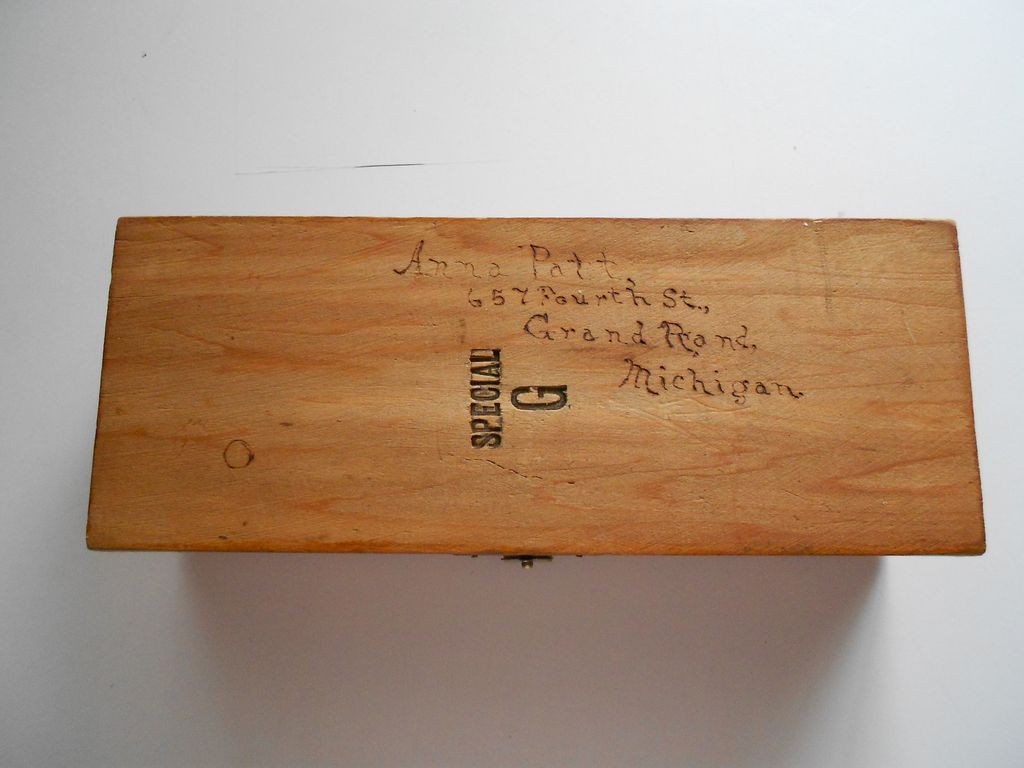 Anna Patt,
657 Fourth St.,
Grand Rond,
Michigan.
SPECIAL
G